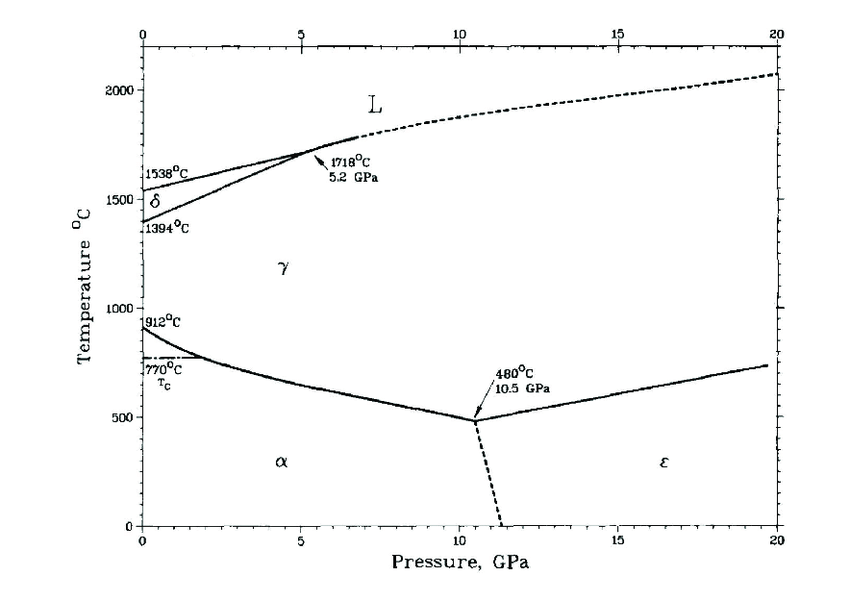 0 5 10 15 20
2000
L
1538°C
1718°C
5.2 GPa
1500
δ
1394°C
γ
Temperature °C
1000
912°C
770°C
T_C
480°C
10.5 GPa
500
α
ε
0
0 5 10 15 20
Pressure, GPa